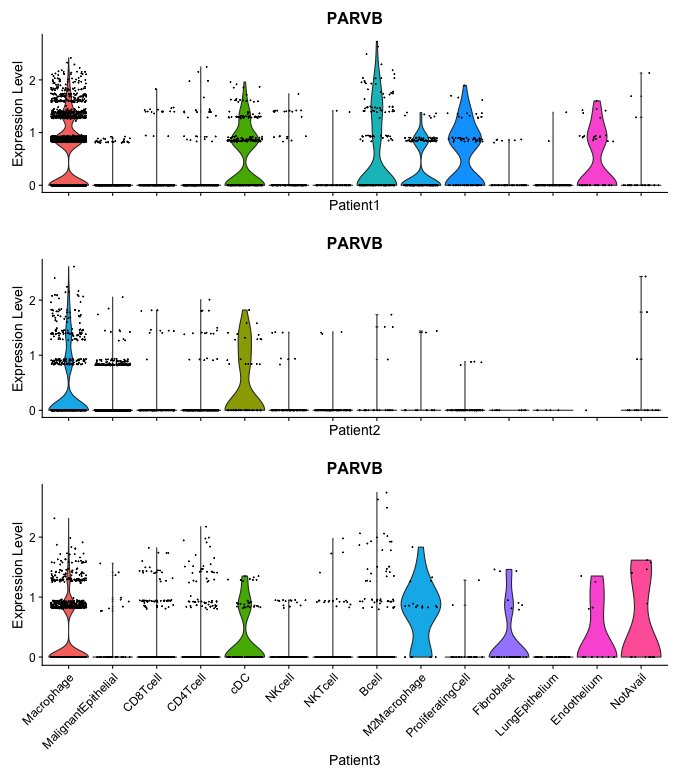 PARVB
Expression Level
2
1
0
Patient1
PARVB
Expression Level
2
1
0
Patient2
PARVB
Expression Level
2
1
0
Macrophage
MalignantEpithelial
CD8Tcell
CD4Tcell
cDC
NKcell
NKTcell
Bcell
M2Macrophage
ProliferatingCell
Fibroblast
LungEpithelium
Endothelium
NotAvail
Patient3